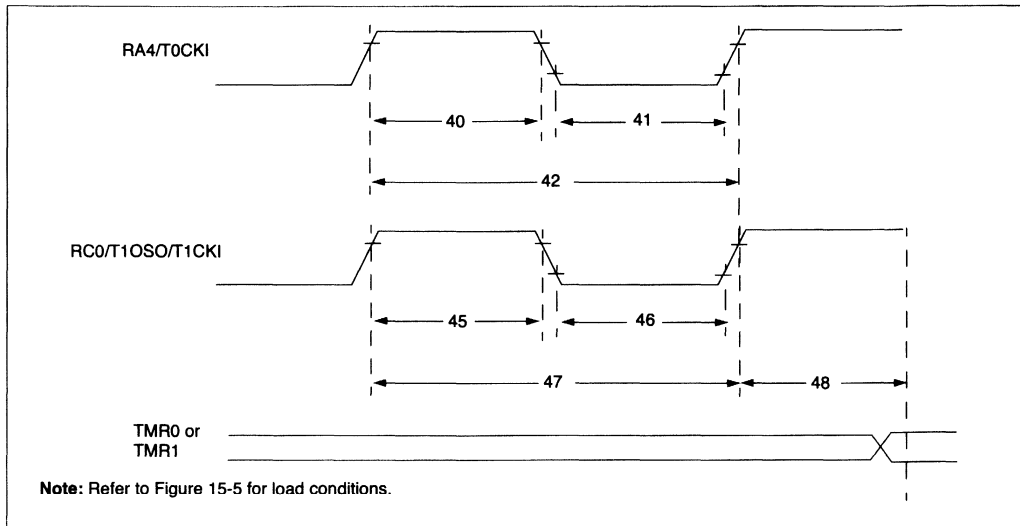 RA4/T0CKI
40
41
42
RC0/T1OSO/T1CKI
45
46
47
48
TMR0 or
TMR1
Note: Refer to Figure 15-5 for load conditions.